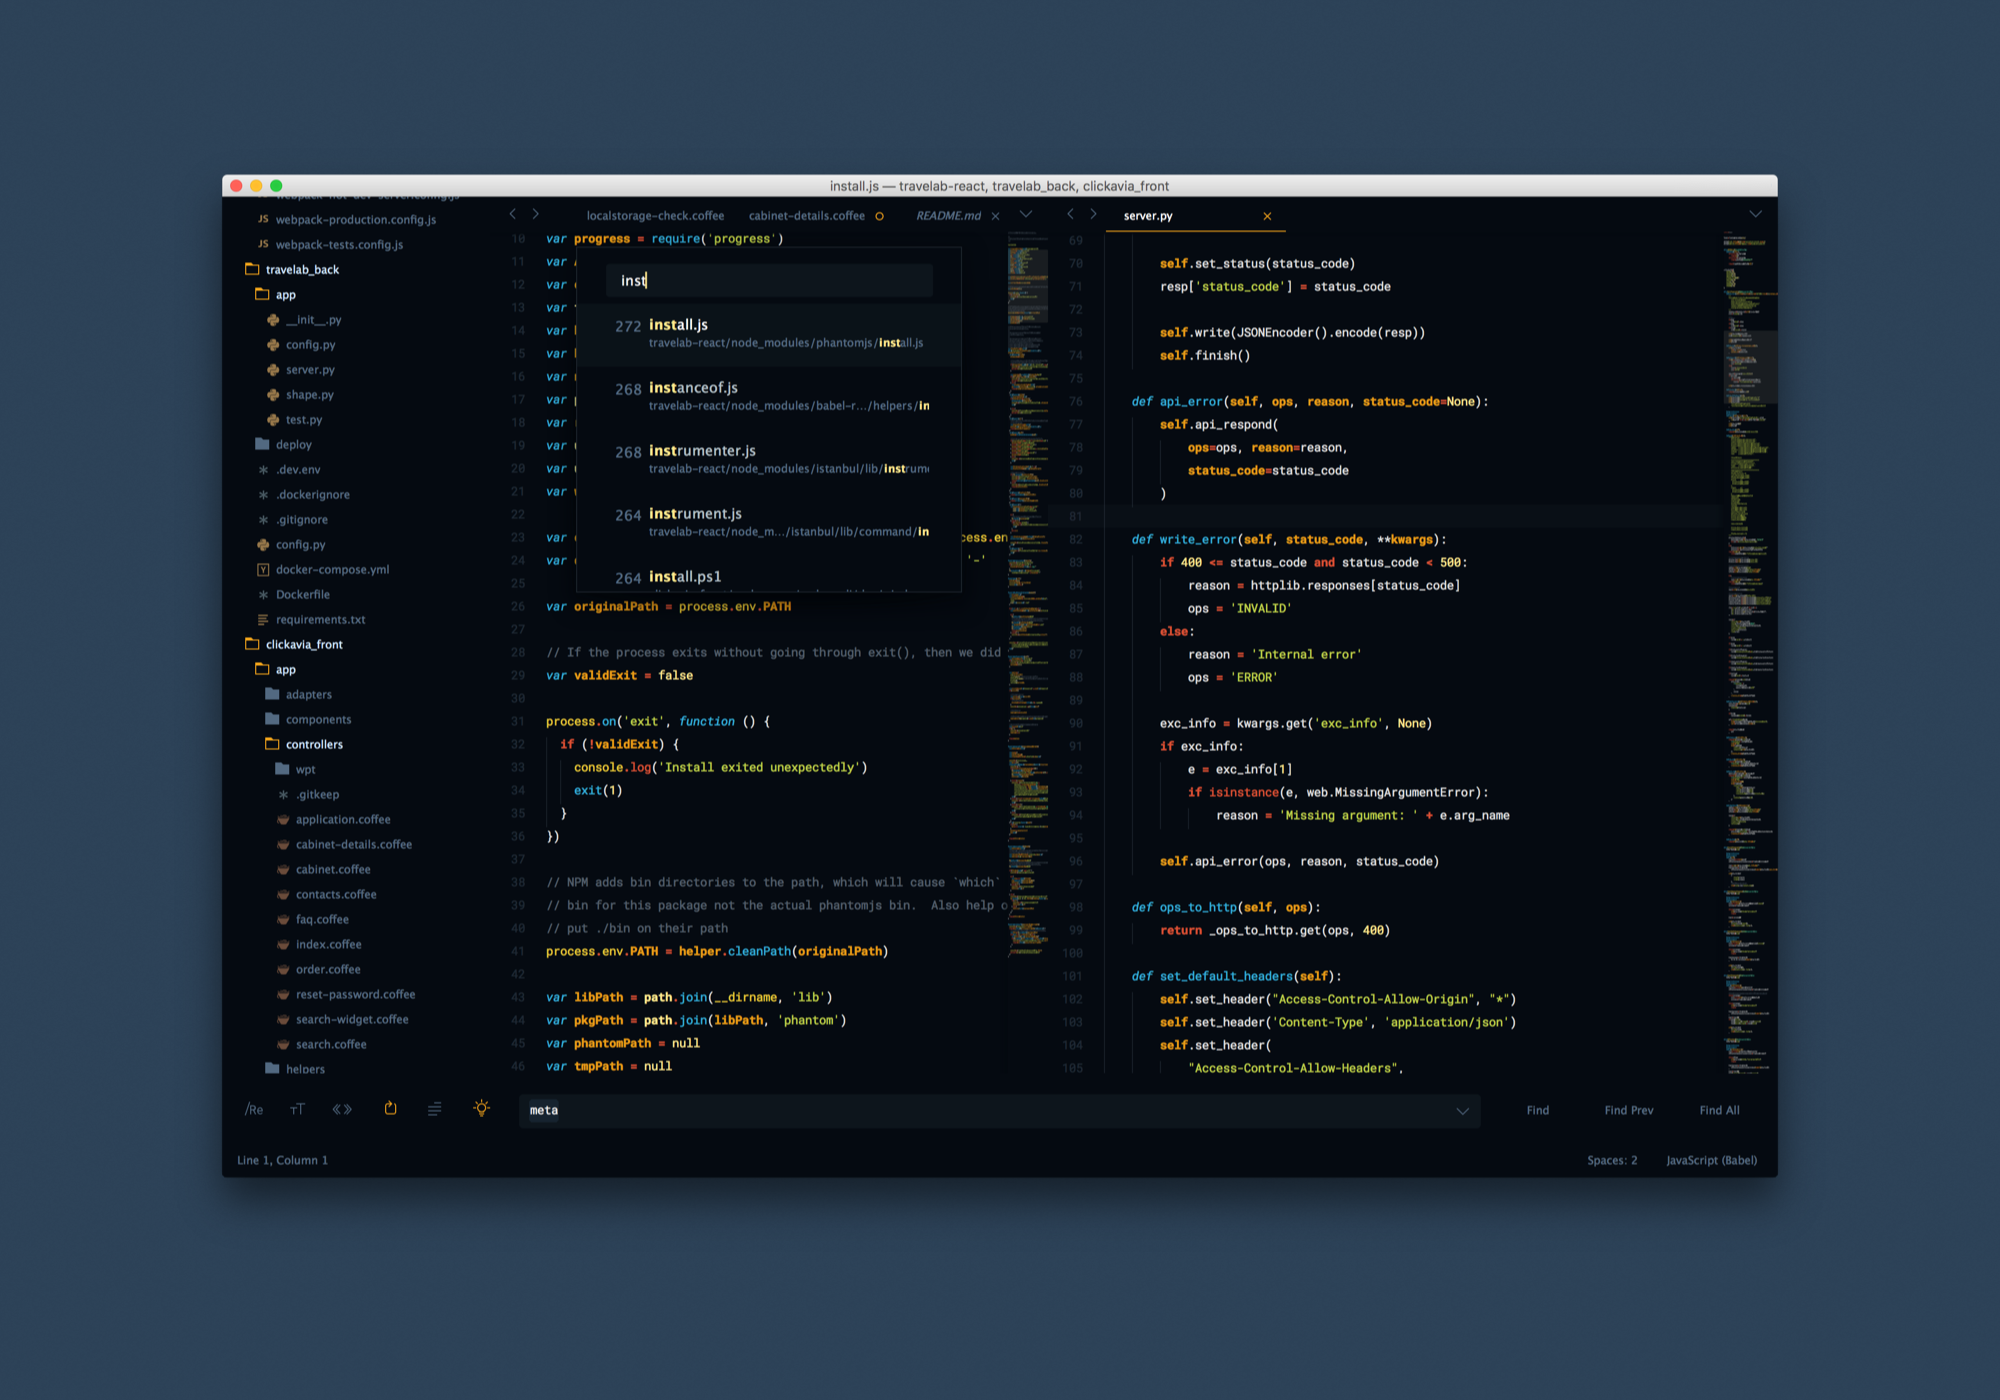 install.js — travelab-react, travelab_back, clickavia_front
JS webpack-production.config.js
JS webpack-tests.config.js
travelab_back
app
__init__.py
config.py
server.py
shape.py
test.py
deploy
.dev.env
.dockerignore
.gitignore
config.py
Y docker-compose.yml
Dockerfile
requirements.txt
clickavia_front
app
adapters
components
controllers
wpt
.gitkeep
application.coffee
cabinet-details.coffee
cabinet.coffee
contacts.coffee
faq.coffee
index.coffee
order.coffee
reset-password.coffee
search-widget.coffee
search.coffee
helpers
localstorage-check.coffee cabinet-details.coffee README.md
10 var progress = require('progress')
11 var
12 var
13 var
14 var
15 var
16 var
17 var
18 var
19 var
20 var
21 var
22
23 var cess.en
24 var '-'
25
26 var originalPath = process.env.PATH
27
28 // If the process exits without going through exit(), then we did
29 var validExit = false
30
31 process.on('exit', function () {
32 if (!validExit) {
33 console.log('Install exited unexpectedly')
34 exit(1)
35 }
36 })
37
38 // NPM adds bin directories to the path, which will cause `which`
39 // bin for this package not the actual phantomjs bin.  Also help o
40 // put ./bin on their path
41 process.env.PATH = helper.cleanPath(originalPath)
42
43 var libPath = path.join(__dirname, 'lib')
44 var pkgPath = path.join(libPath, 'phantom')
45 var phantomPath = null
46 var tmpPath = null
inst
272 install.js
travelab-react/node_modules/phantomjs/install.js
268 instanceof.js
travelab-react/node_modules/babel-r.../helpers/in
268 instrumenter.js
travelab-react/node_modules/istanbul/lib/instrum
264 instrument.js
travelab-react/node_m.../istanbul/lib/command/in
264 install.ps1
server.py
69
70 self.set_status(status_code)
71 resp['status_code'] = status_code
72
73 self.write(JSONEncoder().encode(resp))
74 self.finish()
75
76 def api_error(self, ops, reason, status_code=None):
77 self.api_respond(
78 ops=ops, reason=reason,
79 status_code=status_code
80 )
81
82 def write_error(self, status_code, **kwargs):
83 if 400 <= status_code and status_code < 500:
84 reason = httplib.responses[status_code]
85 ops = 'INVALID'
86 else:
87 reason = 'Internal error'
88 ops = 'ERROR'
89
90 exc_info = kwargs.get('exc_info', None)
91 if exc_info:
92 e = exc_info[1]
93 if isinstance(e, web.MissingArgumentError):
94 reason = 'Missing argument: ' + e.arg_name
95
96 self.api_error(ops, reason, status_code)
97
98 def ops_to_http(self, ops):
99 return _ops_to_http.get(ops, 400)
100
101 def set_default_headers(self):
102 self.set_header("Access-Control-Allow-Origin", "*")
103 self.set_header('Content-Type', 'application/json')
104 self.set_header(
105 "Access-Control-Allow-Headers",
/Re TT meta Find Find Prev Find All
Line 1, Column 1 Spaces: 2 JavaScript (Babel)